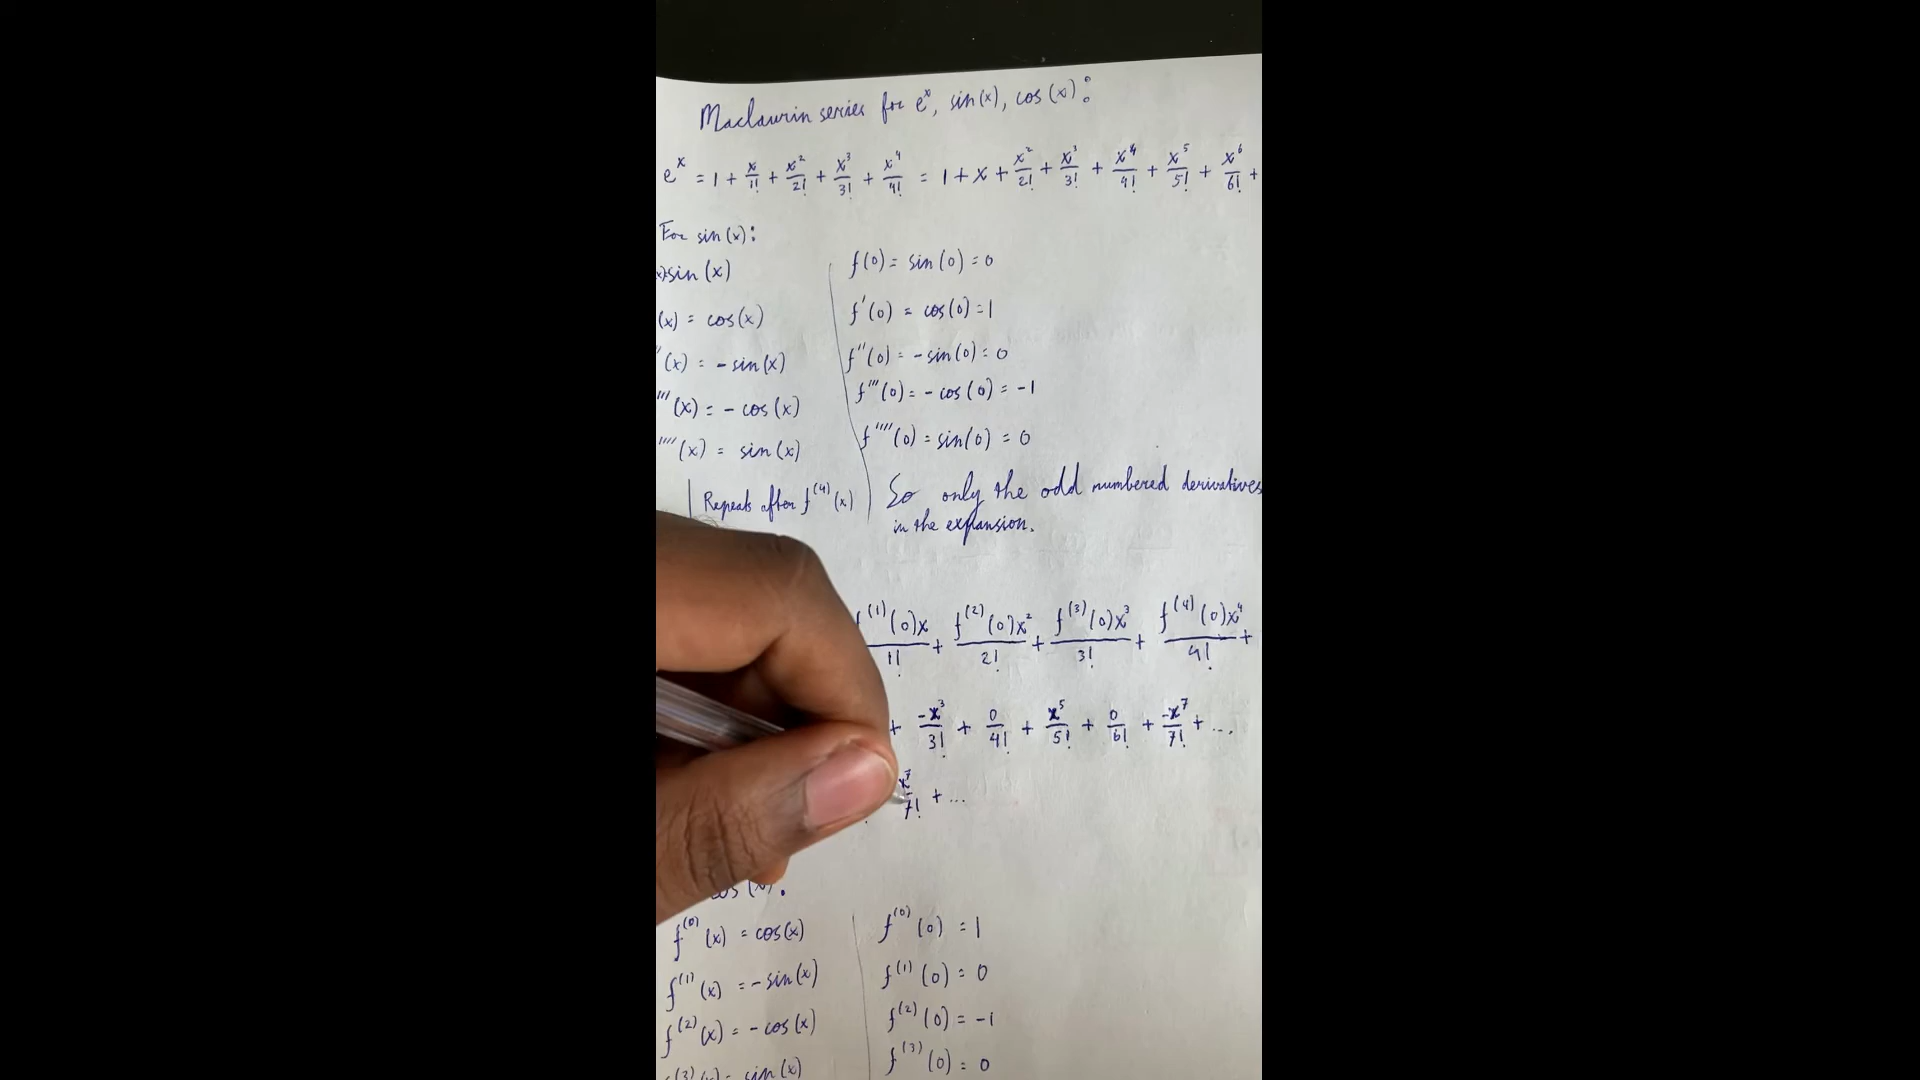 Maclaurin series for eˣ, sin(x), cos(x):
eˣ = 1 + x/1! + x²/2! + x³/3! + x⁴/4! = 1 + x + x²/2! + x³/3! + x⁴/4! + x⁵/5! + x⁶/6! +
For sin(x):
sin(x)
(x) = cos(x)
'(x) = -sin(x)
'''(x) = -cos(x)
''''(x) = sin(x)
Repeats after f⁽⁴⁾(x)
f(0) = sin(0) = 0
f'(0) = cos(0) = 1
f''(0) = -sin(0) = 0
f'''(0) = -cos(0) = -1
f''''(0) = sin(0) = 0
So only the odd numbered derivatives
in the expansion.
f⁽¹⁾(0)x/1! + f⁽²⁾(0)x²/2! + f⁽³⁾(0)x³/3! + f⁽⁴⁾(0)x⁴/4! +
+ -x³/3! + 0/4! + x⁵/5! + 0/6! + -x⁷/7! + ...
x⁷/7! + ...
cos(x):
f⁽⁰⁾(x) = cos(x)
f⁽¹⁾(x) = -sin(x)
f⁽²⁾(x) = -cos(x)
⁽³⁾(x) = sin(x)
f⁽⁰⁾(0) = 1
f⁽¹⁾(0) = 0
f⁽²⁾(0) = -1
f⁽³⁾(0) = 0